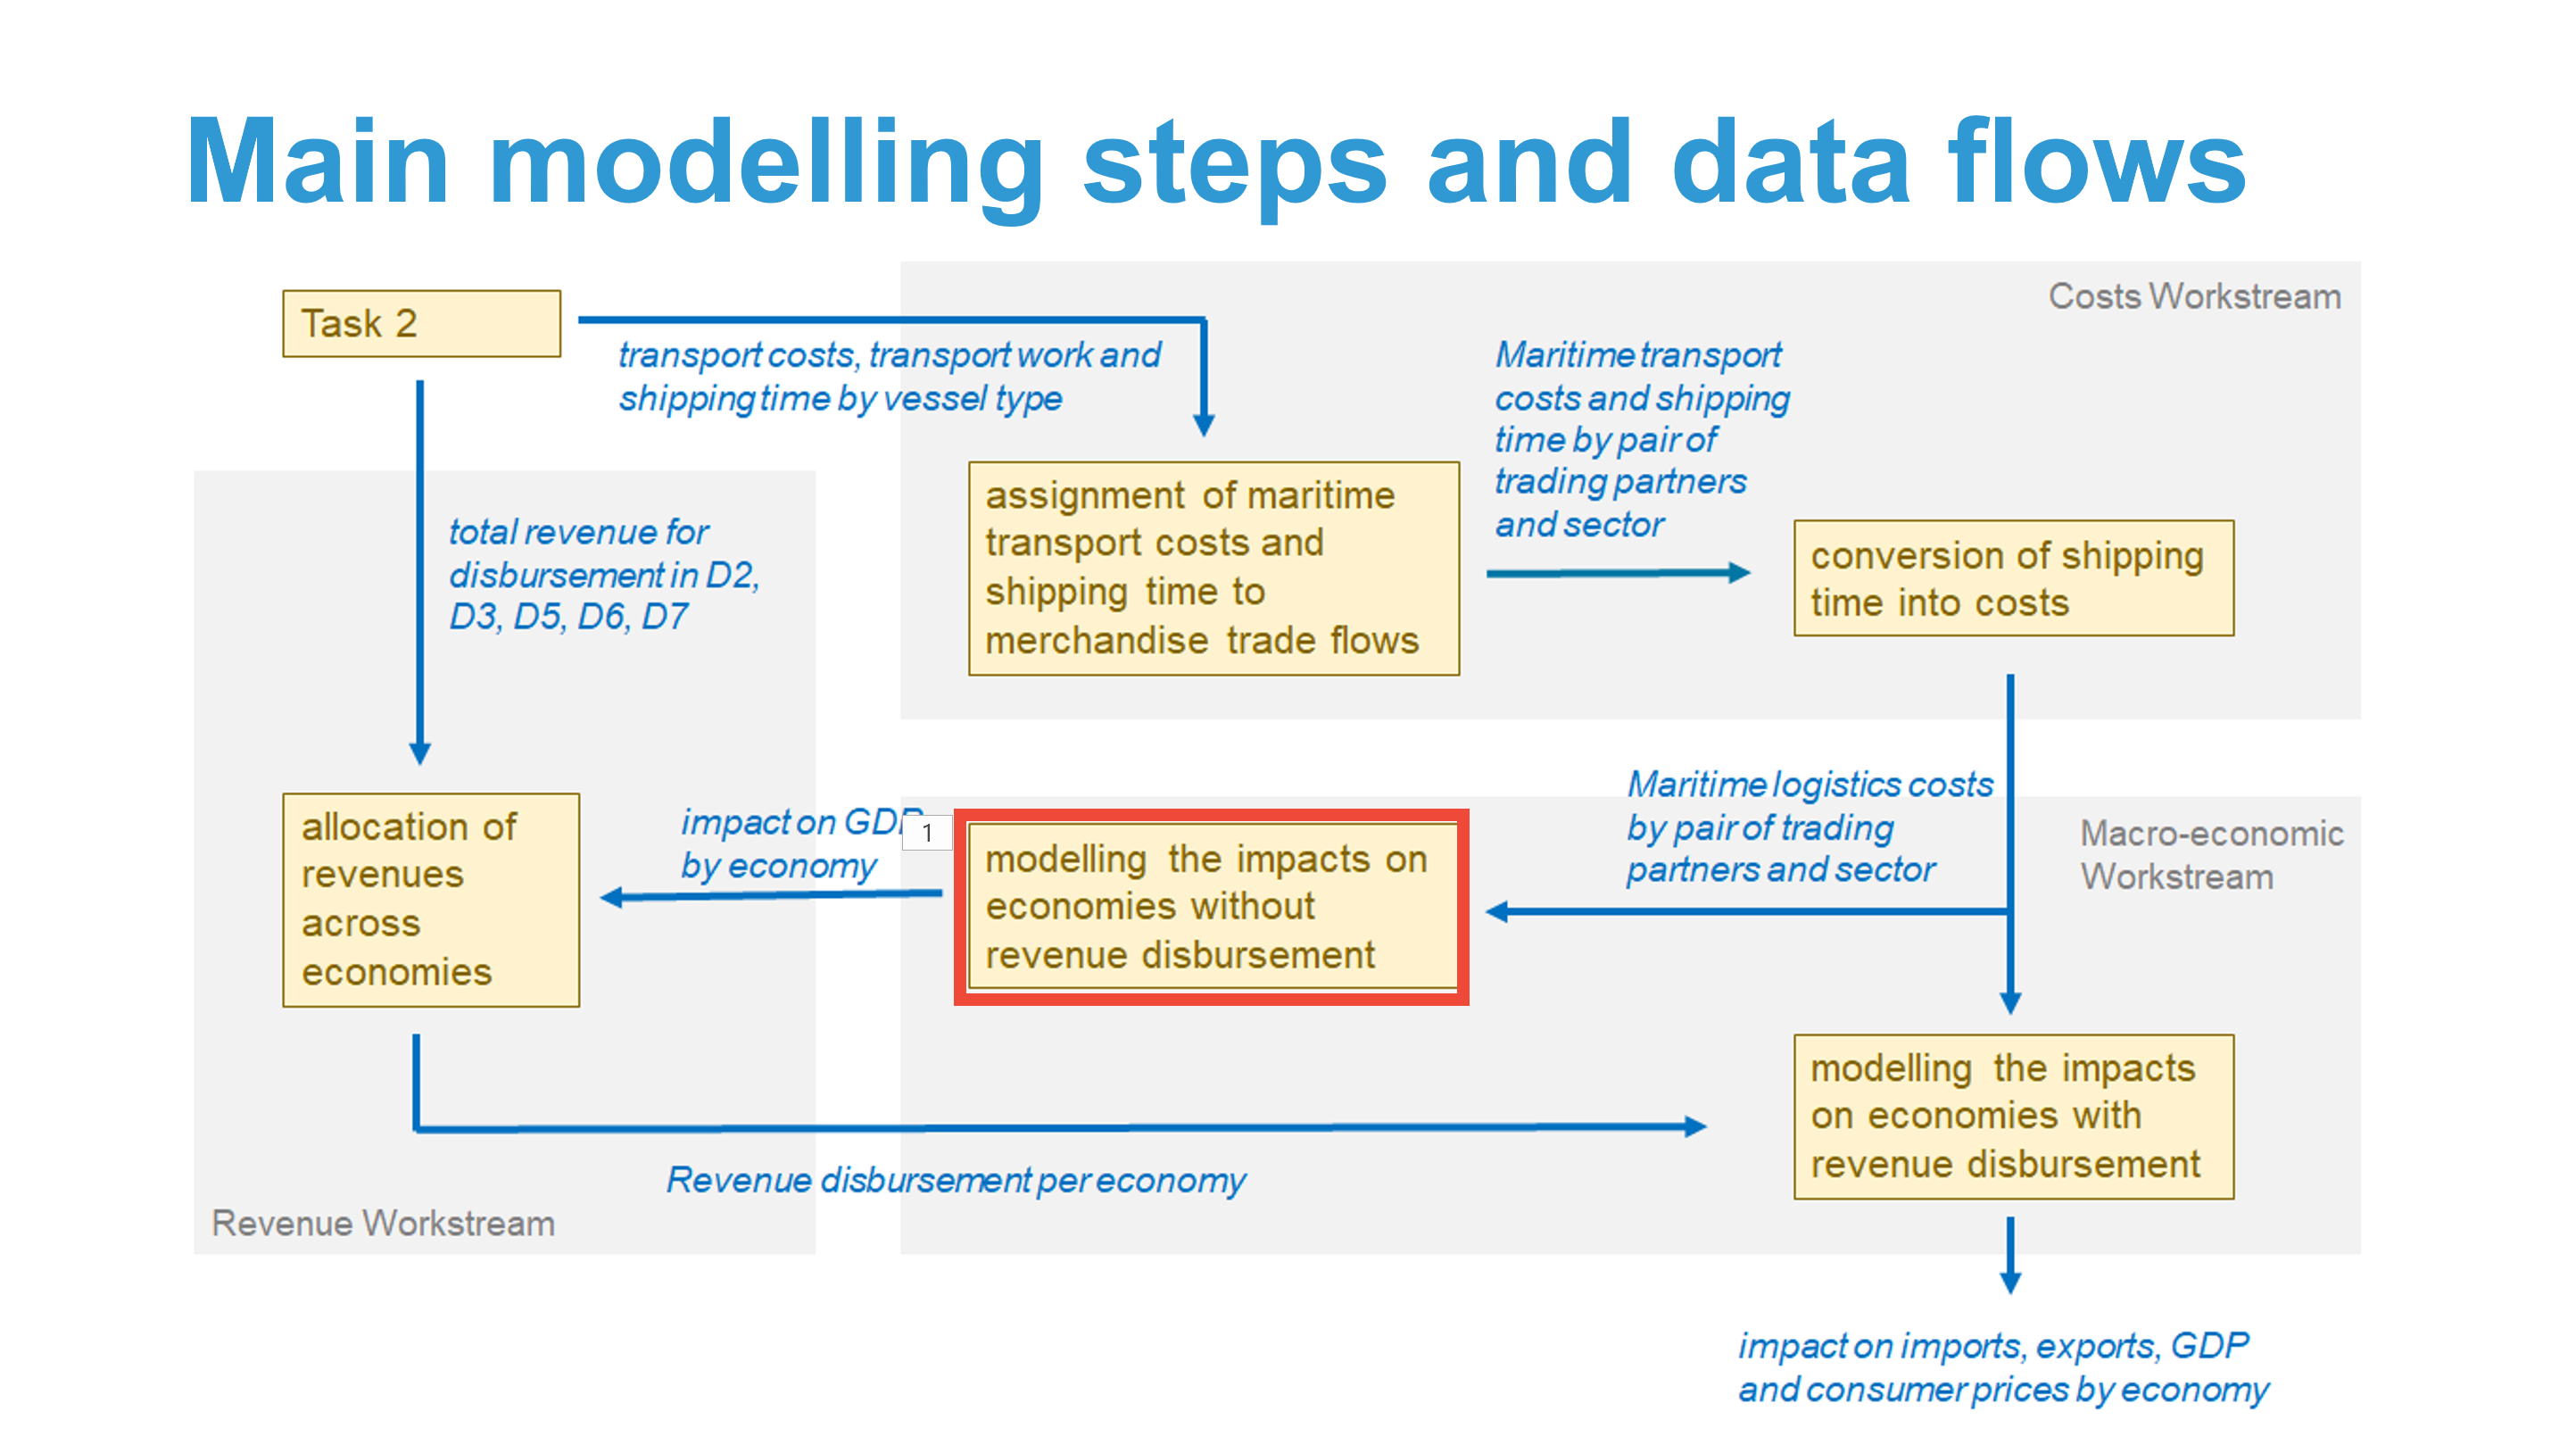 Main modelling steps and data flows
Costs Workstream
Task 2
transport costs, transport work and
shipping time by vessel type
Maritime transport
costs and shipping
time by pair of
trading partners
and sector
assignment of maritime
transport costs and
shipping time to
merchandise trade flows
conversion of shipping
time into costs
total revenue for
disbursement in D2,
D3, D5, D6, D7
allocation of
revenues
across
economies
impact on GDP
by economy
1
modelling the impacts on
economies without
revenue disbursement
Maritime logistics costs
by pair of trading
partners and sector
Macro-economic
Workstream
modelling the impacts
on economies with
revenue disbursement
Revenue disbursement per economy
Revenue Workstream
impact on imports, exports, GDP
and consumer prices by economy